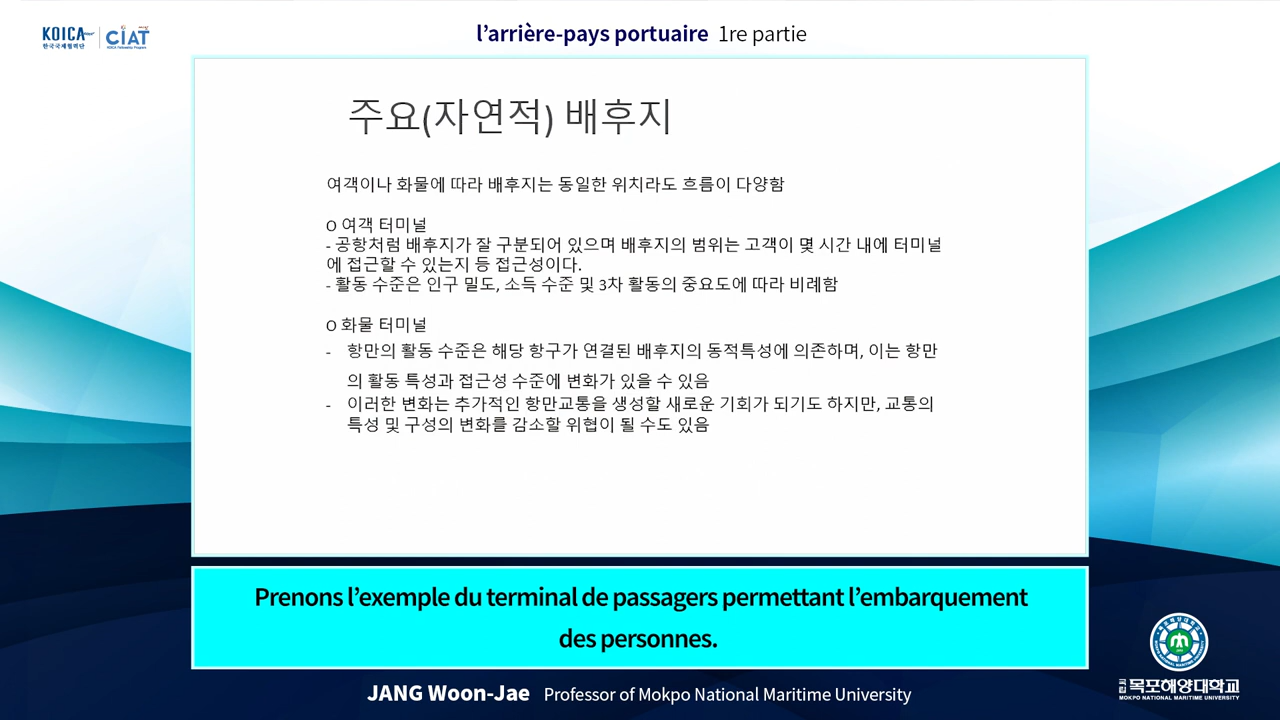 KOICA
한국국제협력단
CIAT
KOICA Fellowship Program
l’arrière-pays portuaire 1re partie
주요(자연적) 배후지
여객이나 화물에 따라 배후지는 동일한 위치라도 흐름이 다양함
O 여객 터미널
- 공항처럼 배후지가 잘 구분되어 있으며 배후지의 범위는 고객이 몇 시간 내에 터미널
에 접근할 수 있는지 등 접근성이다.
- 활동 수준은 인구 밀도, 소득 수준 및 3차 활동의 중요도에 따라 비례함
O 화물 터미널
- 항만의 활동 수준은 해당 항구가 연결된 배후지의 동적특성에 의존하며, 이는 항만
의 활동 특성과 접근성 수준에 변화가 있을 수 있음
- 이러한 변화는 추가적인 항만교통을 생성할 새로운 기회가 되기도 하지만, 교통의
특성 및 구성의 변화를 감소할 위협이 될 수도 있음
Prenons l’exemple du terminal de passagers permettant l’embarquement
des personnes.
JANG Woon-Jae Professor of Mokpo National Maritime University
국립 목포해양대학교
MOKPO NATIONAL MARITIME UNIVERSITY